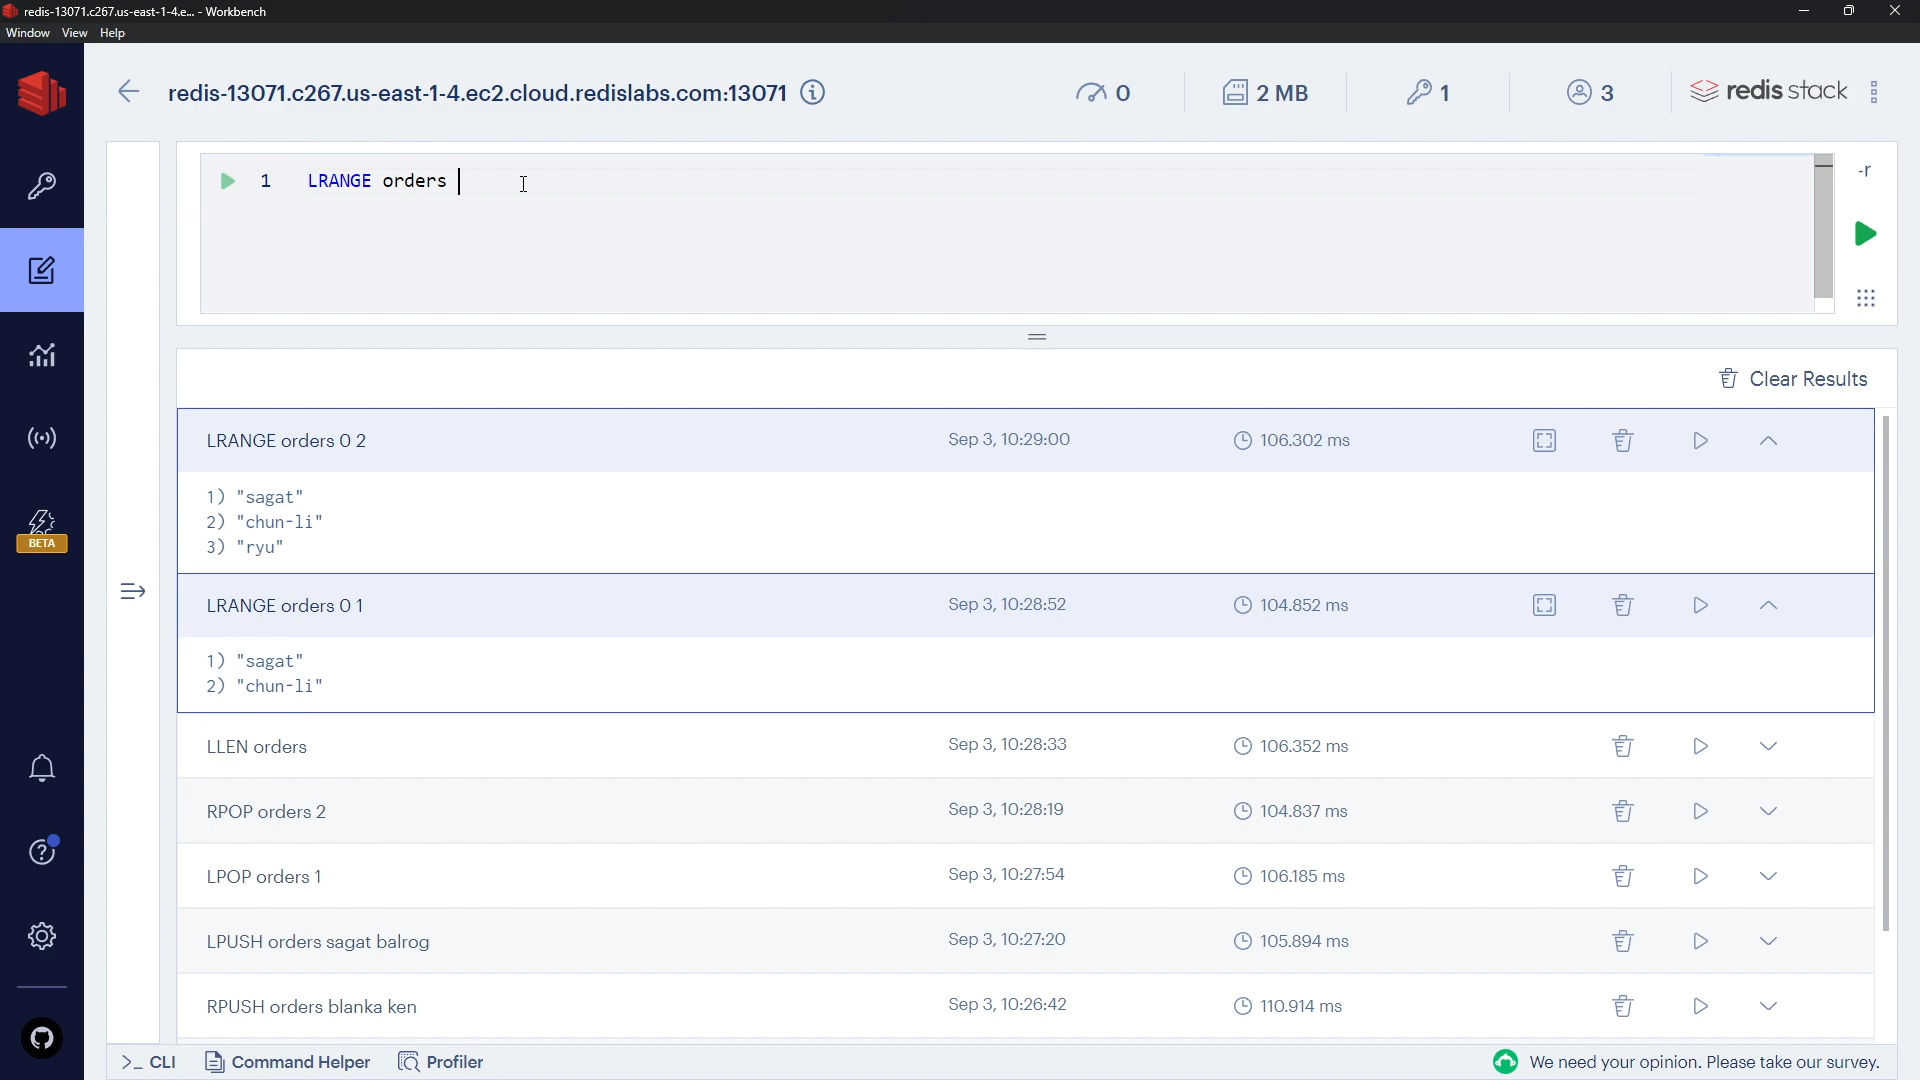 redis-13071.c267.us-east-1-4.e... - Workbench
Window View Help
redis-13071.c267.us-east-1-4.ec2.cloud.redislabs.com:13071
0
2 MB
1
3
redis stack
1 LRANGE orders
-r
Clear Results
LRANGE orders 0 2 Sep 3, 10:29:00 106.302 ms
1) "sagat"
2) "chun-li"
3) "ryu"
LRANGE orders 0 1 Sep 3, 10:28:52 104.852 ms
1) "sagat"
2) "chun-li"
LLEN orders Sep 3, 10:28:33 106.352 ms
RPOP orders 2 Sep 3, 10:28:19 104.837 ms
LPOP orders 1 Sep 3, 10:27:54 106.185 ms
LPUSH orders sagat balrog Sep 3, 10:27:20 105.894 ms
RPUSH orders blanka ken Sep 3, 10:26:42 110.914 ms
BETA
>_ CLI Command Helper Profiler
We need your opinion. Please take our survey.